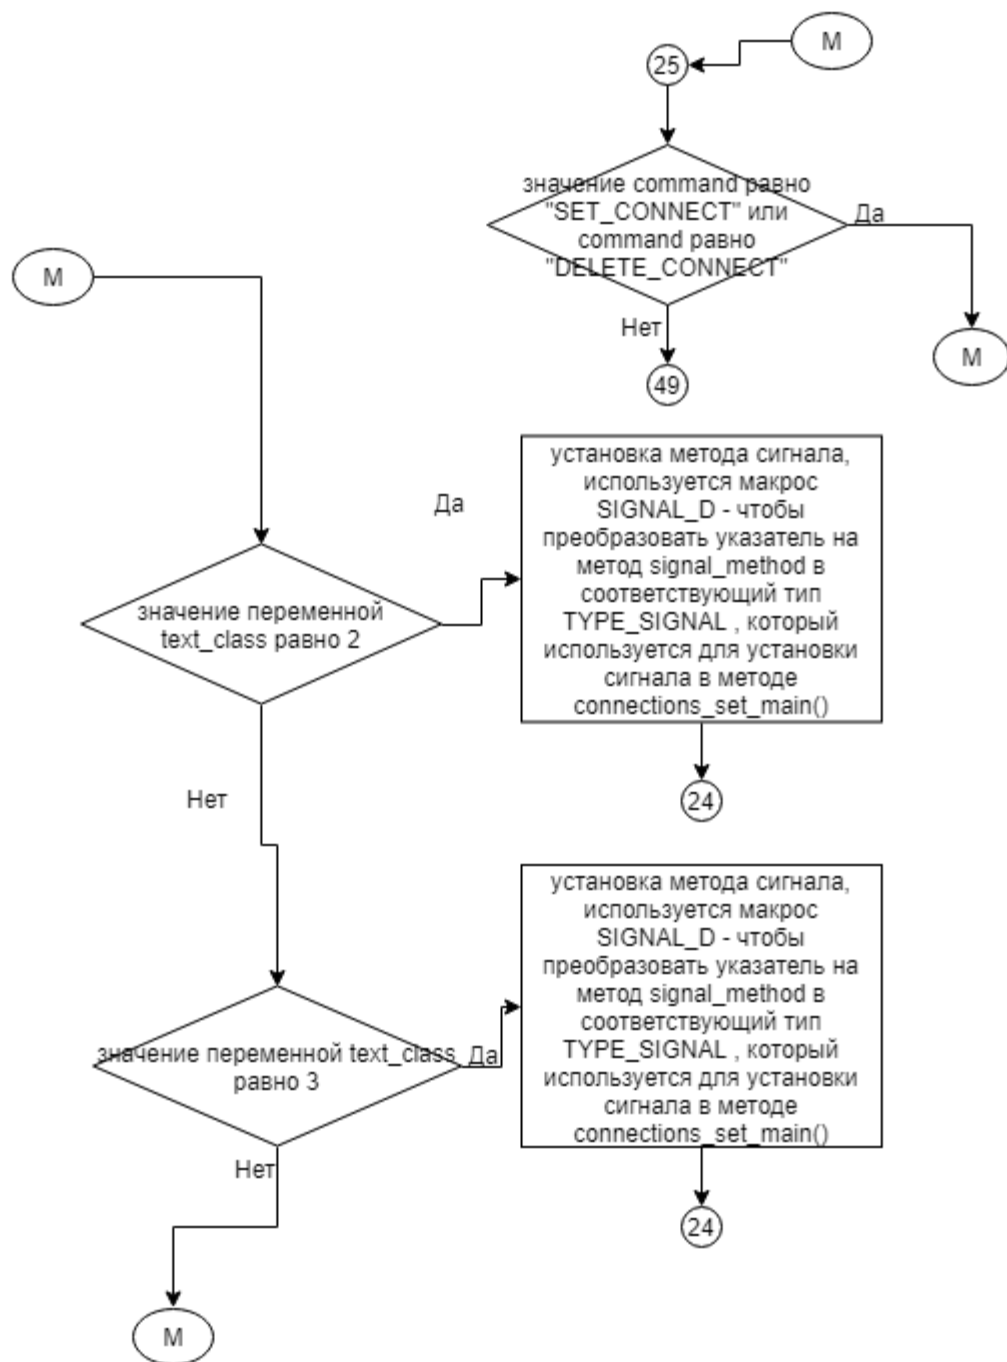 M
25
значение command равно
"SET_CONNECT" или
command равно
"DELETE_CONNECT"
Да
M
Нет
M
49
установка метода сигнала,
используется макрос
SIGNAL_D - чтобы
преобразовать указатель на
метод signal_method в
соответствующий тип
TYPE_SIGNAL , который
используется для установки
сигнала в методе
connections_set_main()
Да
значение переменной
text_class равно 2
24
Нет
установка метода сигнала,
используется макрос
SIGNAL_D - чтобы
преобразовать указатель на
метод signal_method в
соответствующий тип
TYPE_SIGNAL , который
используется для установки
сигнала в методе
connections_set_main()
значение переменной text_class
равно 3
Да
Нет
24
M